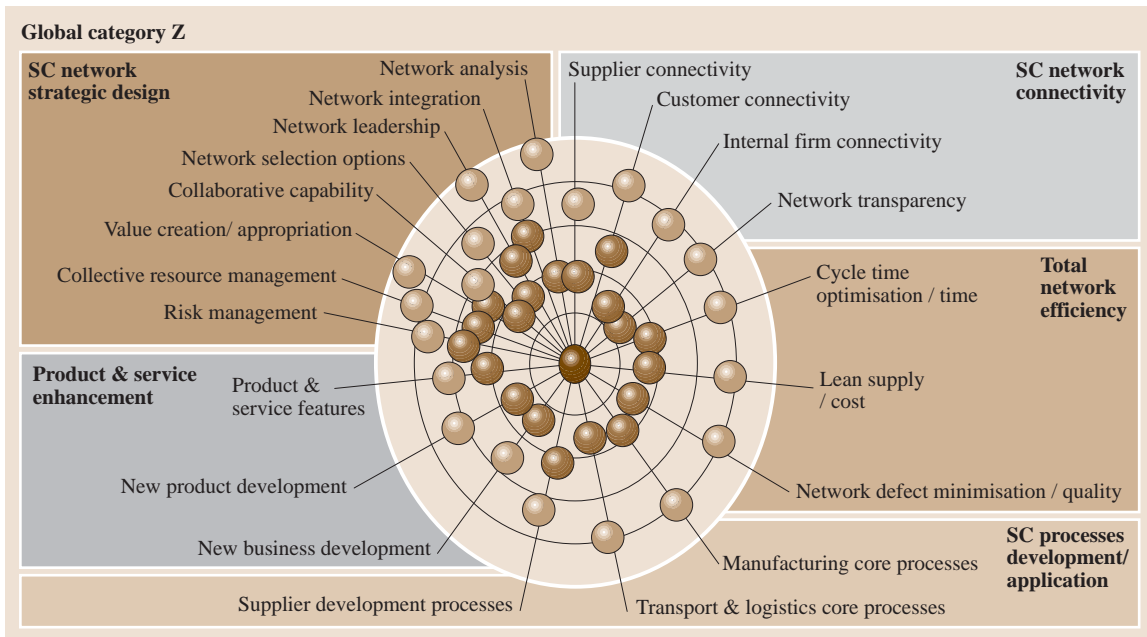 Global category Z
SC network
strategic design
Network analysis
Network integration
Network leadership
Network selection options
Collaborative capability
Value creation/ appropriation
Collective resource management
Risk management
Supplier connectivity
Customer connectivity
Internal firm connectivity
Network transparency
SC network
connectivity
Total
network
efficiency
Cycle time
optimisation / time
Lean supply
/ cost
Network defect minimisation / quality
Product & service
enhancement
Product &
service features
New product development
New business development
SC processes
development/
application
Manufacturing core processes
Transport & logistics core processes
Supplier development processes